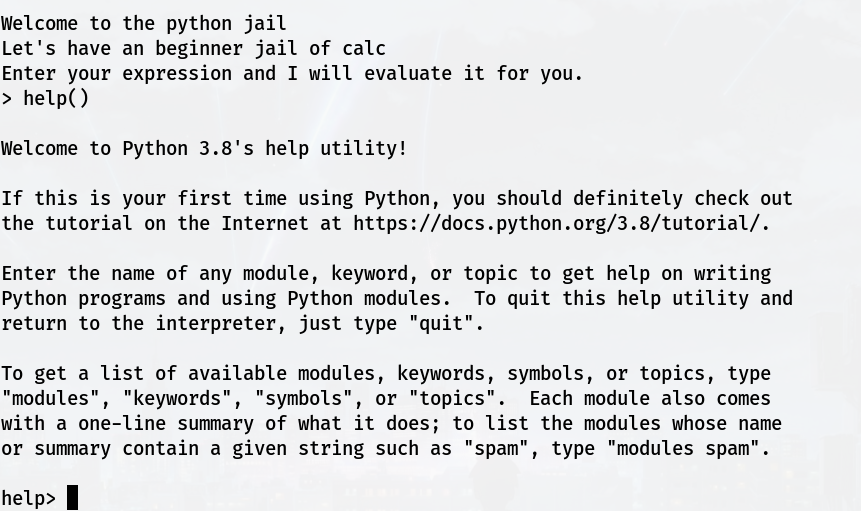 Welcome to the python jail
Let's have an beginner jail of calc
Enter your expression and I will evaluate it for you.
> help()
Welcome to Python 3.8's help utility!
If this is your first time using Python, you should definitely check out
the tutorial on the Internet at https://docs.python.org/3.8/tutorial/.
Enter the name of any module, keyword, or topic to get help on writing
Python programs and using Python modules.  To quit this help utility and
return to the interpreter, just type "quit".
To get a list of available modules, keywords, symbols, or topics, type
"modules", "keywords", "symbols", or "topics".  Each module also comes
with a one-line summary of what it does; to list the modules whose name
or summary contain a given string such as "spam", type "modules spam".
help>